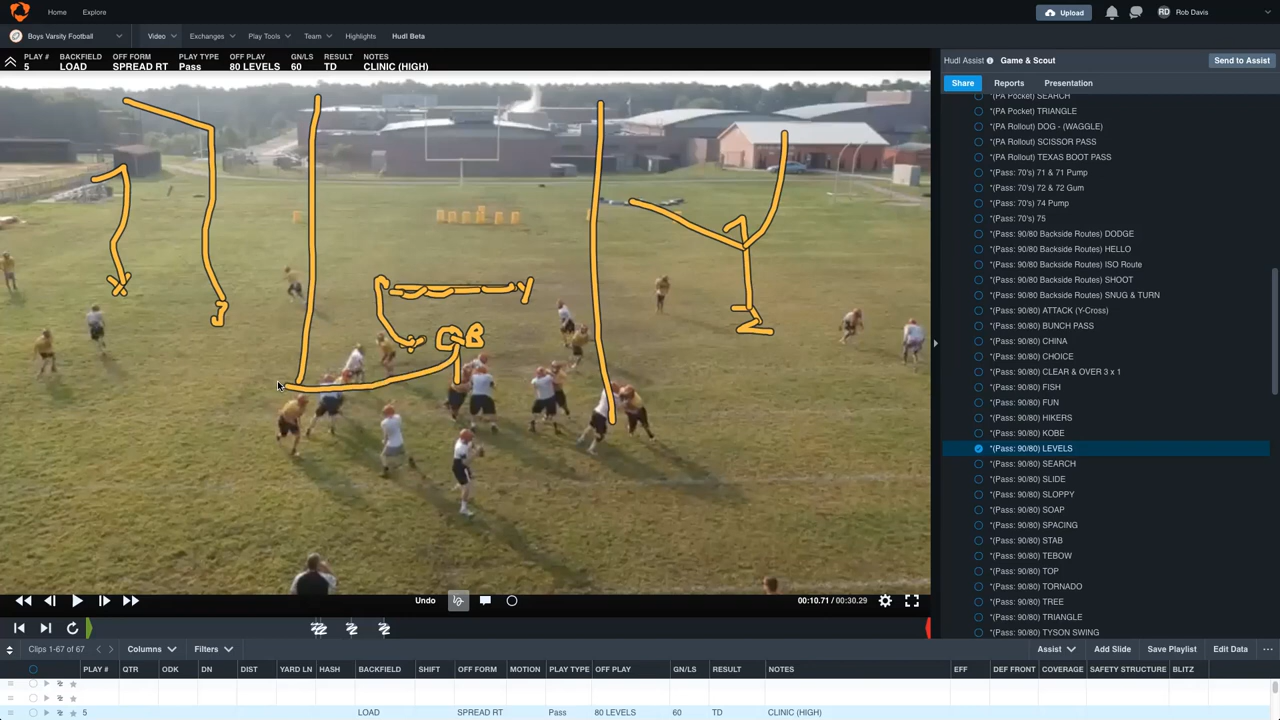 Home Explore Upload RD Rob Davis
Boys Varsity Football Video Exchanges Play Tools Team Highlights Hudl Beta
PLAY # BACKFIELD OFF FORM PLAY TYPE OFF PLAY GN/LS RESULT NOTES
5 LOAD SPREAD RT Pass 80 LEVELS 60 TD CLINIC (HIGH)
Hudl Assist Game & Scout Send to Assist
Share Reports Presentation
*(PA Pocket) SEARCH
*(PA Pocket) TRIANGLE
*(PA Rollout) DOG - (WAGGLE)
*(PA Rollout) SCISSOR PASS
*(PA Rollout) TEXAS BOOT PASS
*(Pass: 70's) 71 & 71 Pump
*(Pass: 70's) 72 & 72 Gum
*(Pass: 70's) 74 Pump
*(Pass: 70's) 75
*(Pass: 90/80 Backside Routes) DODGE
*(Pass: 90/80 Backside Routes) HELLO
*(Pass: 90/80 Backside Routes) ISO Route
*(Pass: 90/80 Backside Routes) SHOOT
*(Pass: 90/80 Backside Routes) SNUG & TURN
*(Pass: 90/80) ATTACK (Y-Cross)
*(Pass: 90/80) BUNCH PASS
*(Pass: 90/80) CHINA
*(Pass: 90/80) CHOICE
*(Pass: 90/80) CLEAR & OVER 3 x 1
*(Pass: 90/80) FISH
*(Pass: 90/80) FUN
*(Pass: 90/80) HIKERS
*(Pass: 90/80) KOBE
*(Pass: 90/80) LEVELS
*(Pass: 90/80) SEARCH
*(Pass: 90/80) SLIDE
*(Pass: 90/80) SLOPPY
*(Pass: 90/80) SOAP
*(Pass: 90/80) SPACING
*(Pass: 90/80) STAB
*(Pass: 90/80) TEBOW
*(Pass: 90/80) TOP
*(Pass: 90/80) TORNADO
*(Pass: 90/80) TREE
*(Pass: 90/80) TRIANGLE
*(Pass: 90/80) TYSON SWING
Y
X
Z
Undo 00:10.71 / 00:30.29
Clips 1-67 of 67 Columns Filters Assist Add Slide Save Playlist Edit Data
PLAY # QTR ODK DN DIST YARD LN HASH BACKFIELD SHIFT OFF FORM MOTION PLAY TYPE OFF PLAY GN/LS RESULT NOTES EFF DEF FRONT COVERAGE SAFETY STRUCTURE BLITZ
5 LOAD SPREAD RT Pass 80 LEVELS 60 TD CLINIC (HIGH)